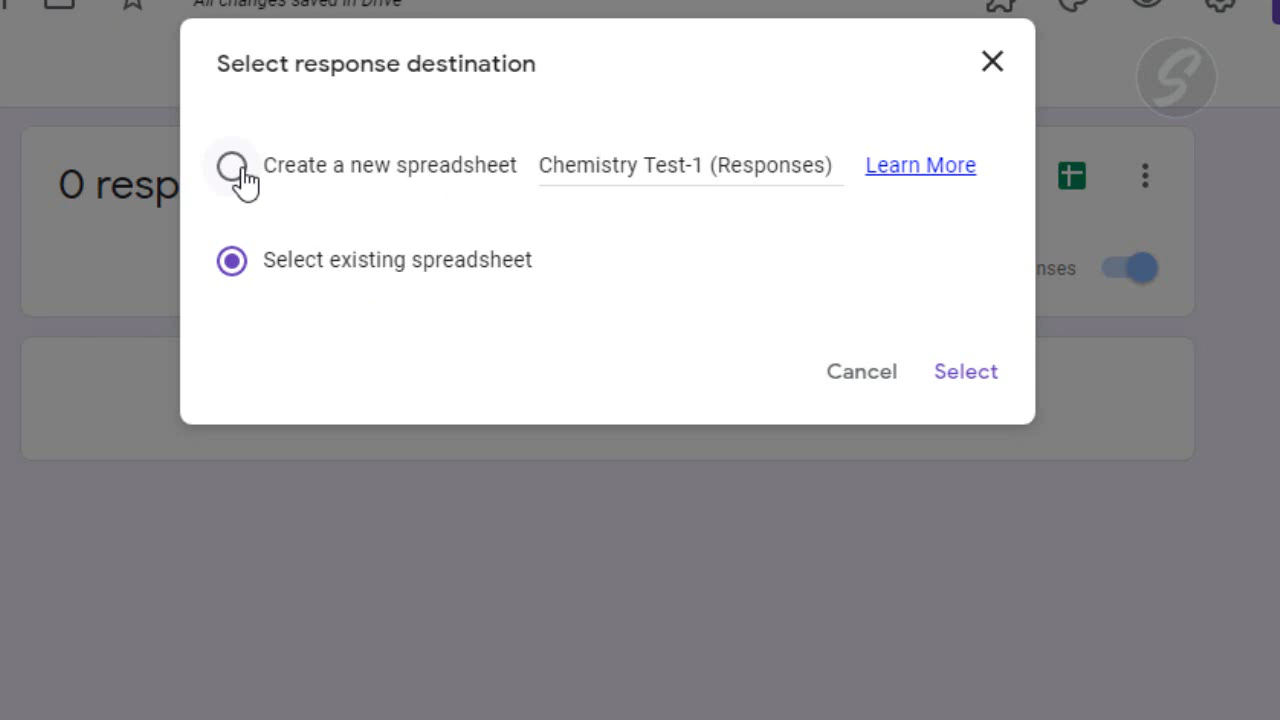 All changes saved in Drive
Select response destination
Create a new spreadsheet Chemistry Test-1 (Responses) Learn More
0 resp
Select existing spreadsheet
nses
Cancel Select